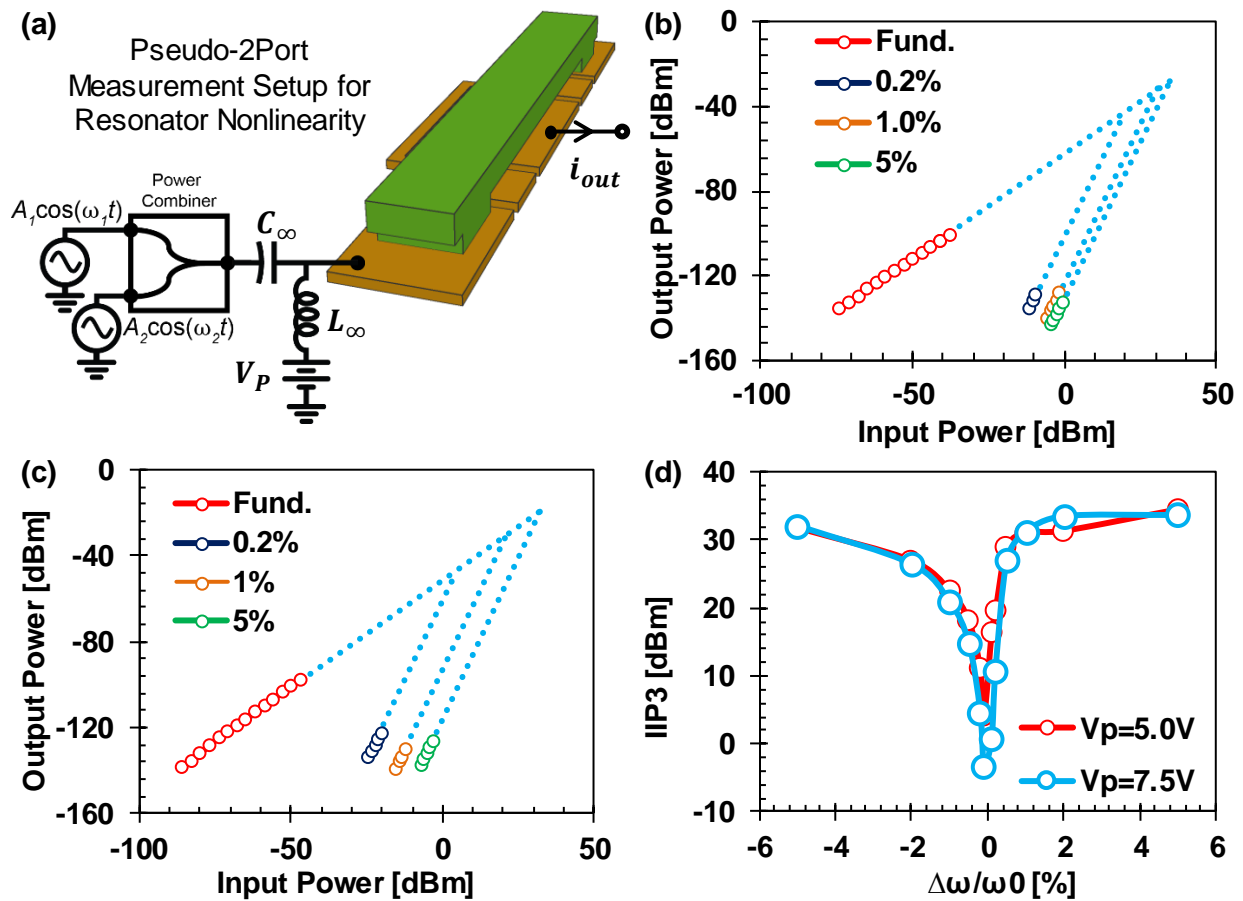 (a)
Pseudo-2Port
Measurement Setup for
Resonator Nonlinearity
Power
Combiner
A1cos(ω1t)
A2cos(ω2t)
C∞
L∞
VP
iout
(b)
Output Power [dBm]
0
-40
-80
-120
-160
Fund.
0.2%
1.0%
5%
-100
-50
0
50
Input Power [dBm]
(c)
Output Power [dBm]
0
-40
-80
-120
-160
Fund.
0.2%
1%
5%
-100
-50
0
50
Input Power [dBm]
(d)
IIP3 [dBm]
40
30
20
10
0
-10
Vp=5.0V
Vp=7.5V
-6
-4
-2
0
2
4
6
Δω/ω0 [%]